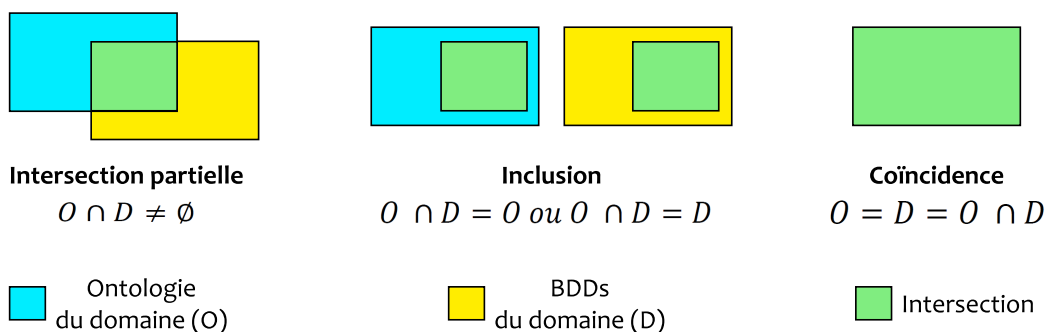 Intersection partielle
O ∩ D ≠ ∅
Inclusion
O ∩ D = O ou O ∩ D = D
Coïncidence
O = D = O ∩ D
Ontologie
du domaine (O)
BDDs
du domaine (D)
Intersection